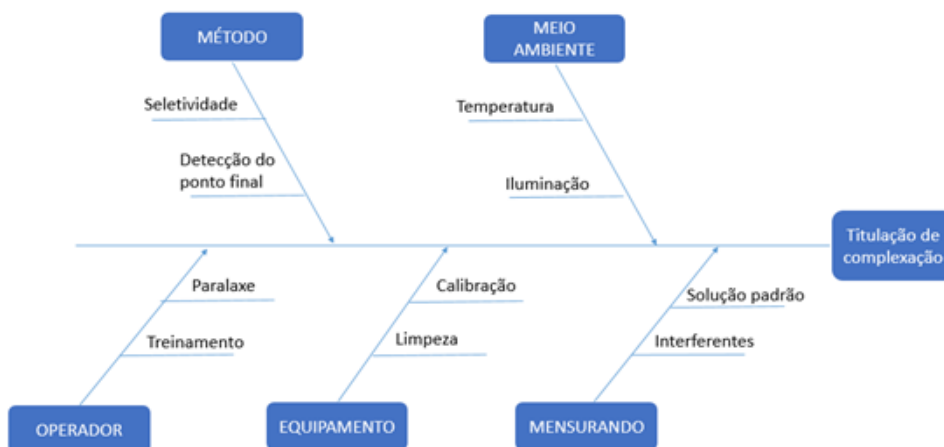 MÉTODO
MEIO
AMBIENTE
Seletividade
Temperatura
Detecção do
ponto final
Iluminação
Titulação de
complexação
Paralaxe
Calibração
Solução padrão
Treinamento
Limpeza
Interferentes
OPERADOR
EQUIPAMENTO
MENSURANDO